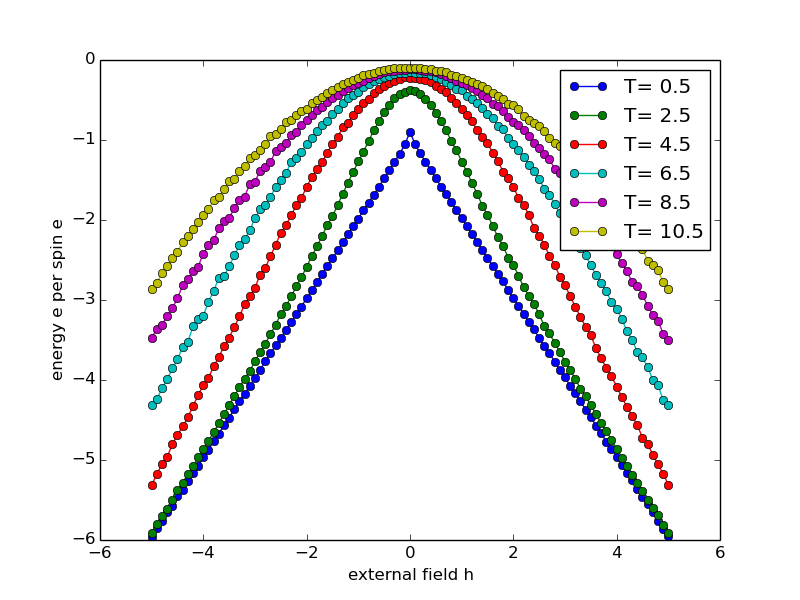 0
−1
−2
−3
−4
−5
−6
energy e per spin e
−6
−4
−2
0
2
4
6
external field h
T= 0.5
T= 2.5
T= 4.5
T= 6.5
T= 8.5
T= 10.5